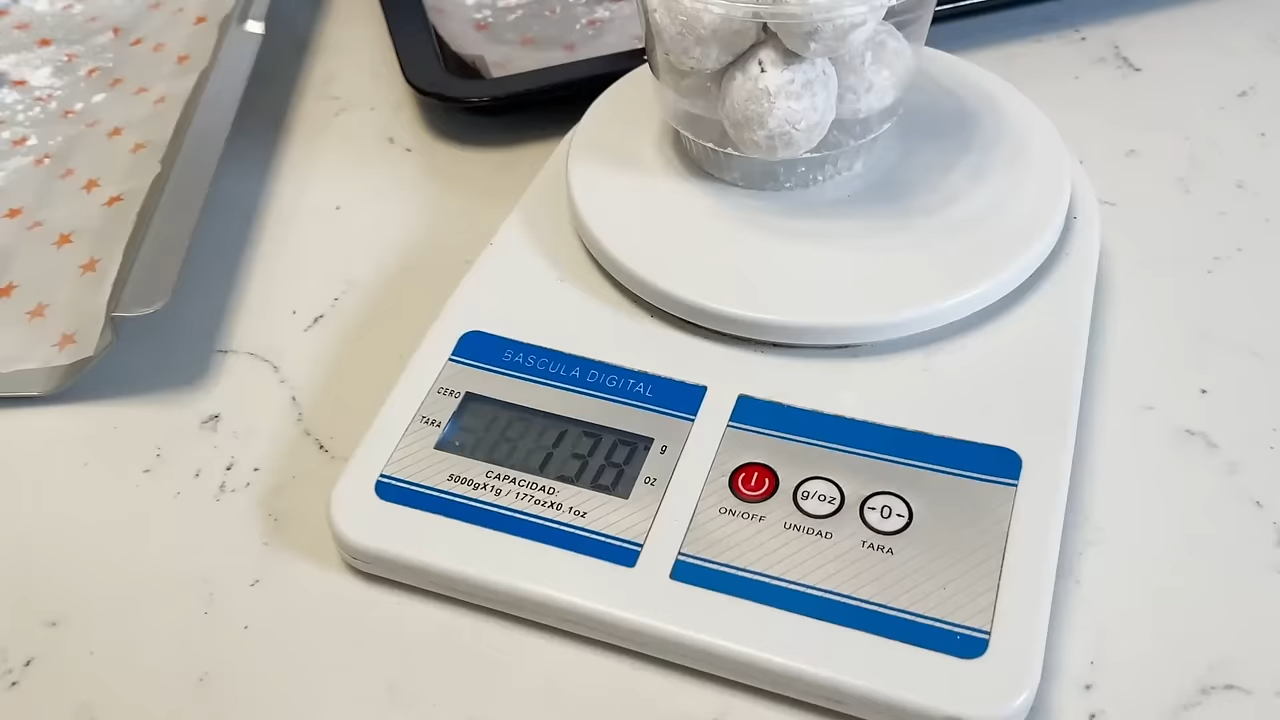 BASCULA DIGITAL
CERO
TARA
138
g
oz
CAPACIDAD:
5000gX1g / 177ozX0.1oz
g/oz
-0-
ON/OFF
UNIDAD
TARA